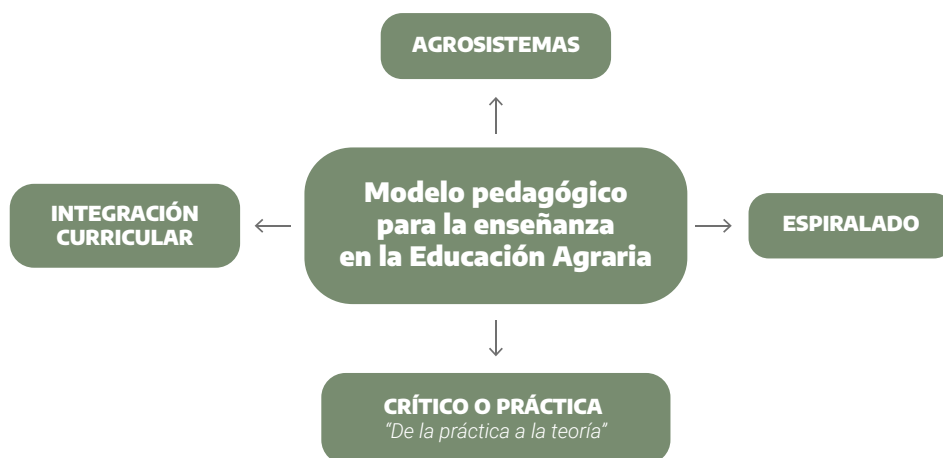 AGROSISTEMAS
Modelo pedagógico
para la enseñanza
en la Educación Agraria
INTEGRACIÓN
CURRICULAR
ESPIRALADO
CRÍTICO O PRÁCTICA
“De la práctica a la teoría”